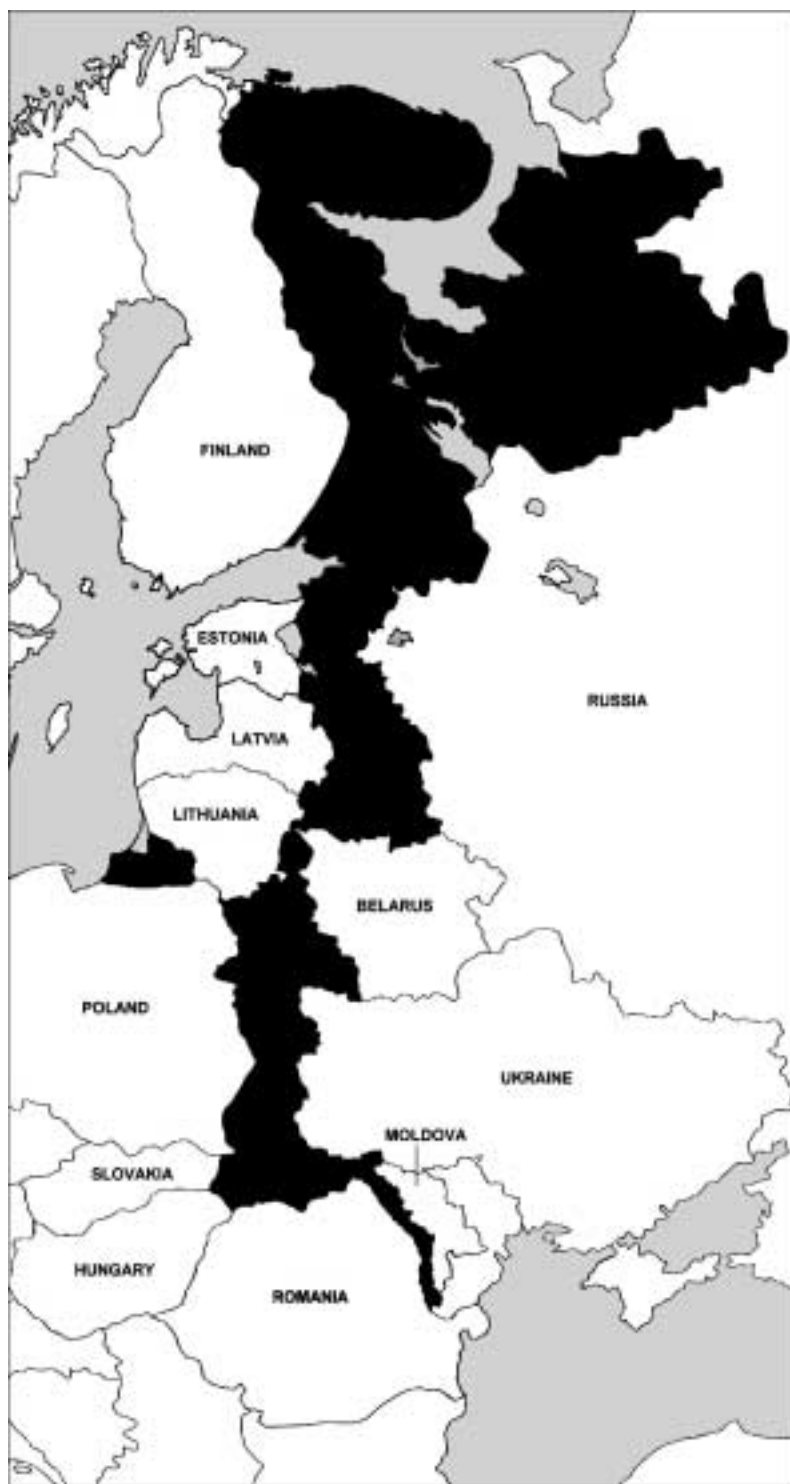 FINLAND
ESTONIA
RUSSIA
LATVIA
LITHUANIA
BELARUS
POLAND
UKRAINE
MOLDOVA
SLOVAKIA
HUNGARY
ROMANIA